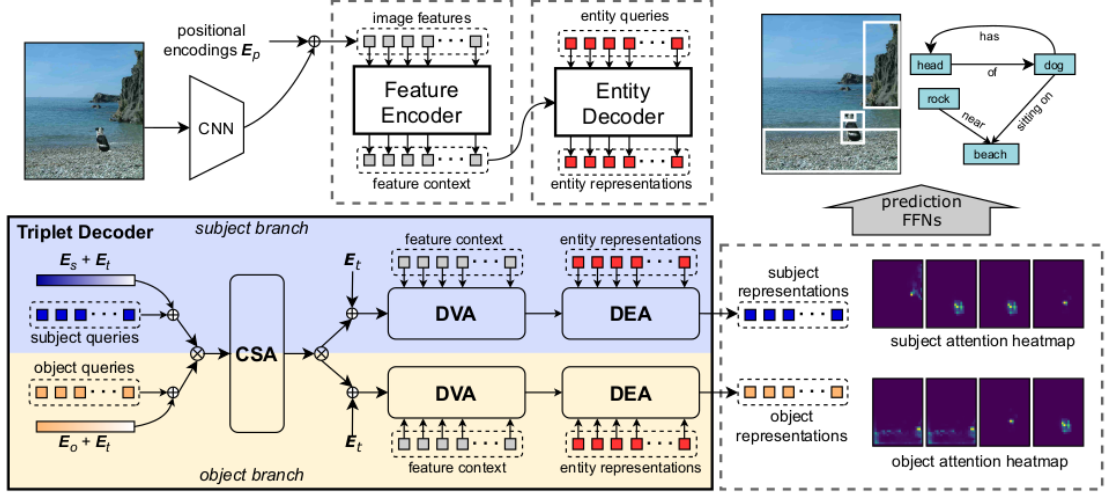 positional
encodings E_p
CNN
image features
Feature
Encoder
feature context
entity queries
Entity
Decoder
entity representations
has
head
of
dog
rock
near
sitting on
beach
prediction
FFNs
Triplet Decoder
subject branch
E_s + E_t
subject queries
object queries
E_o + E_t
object branch
CSA
E_t
E_t
feature context
entity representations
DVA
DEA
DVA
DEA
feature context
entity representations
subject
representations
subject attention heatmap
object
representations
object attention heatmap